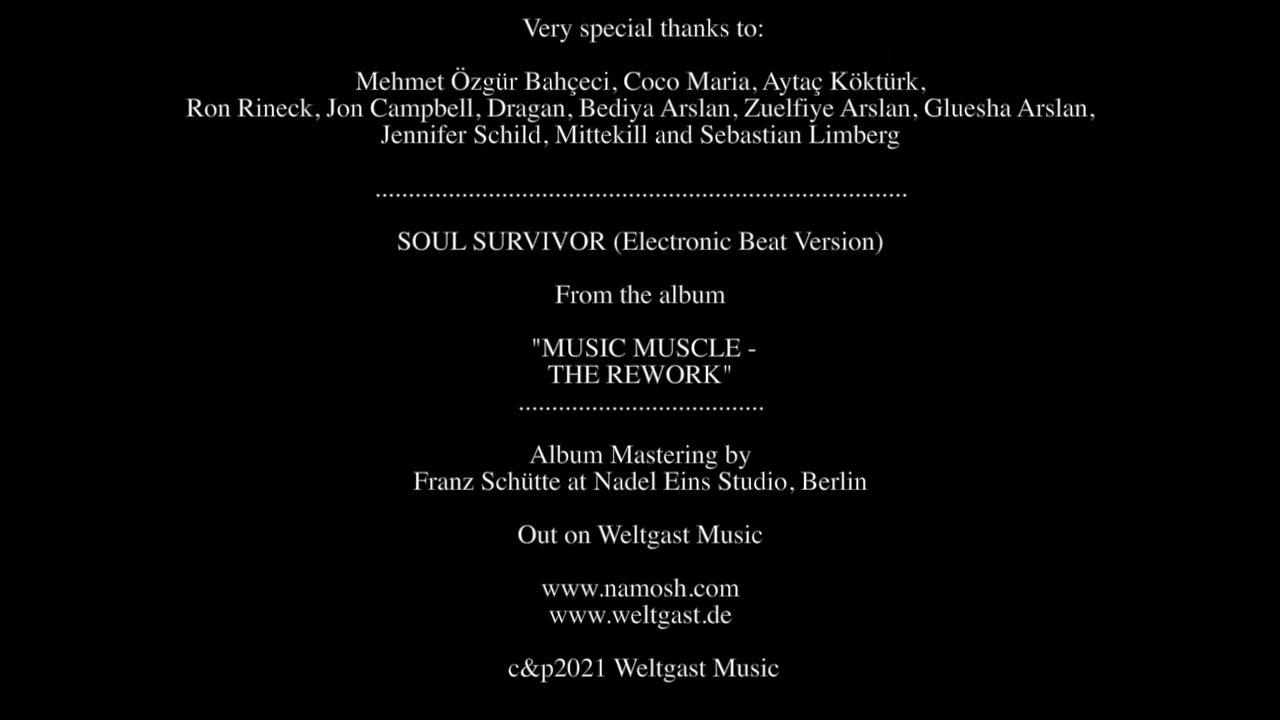 Very special thanks to:
Mehmet Özgür Bahçeci, Coco Maria, Aytaç Köktürk,
Ron Rineck, Jon Campbell, Dragan, Bediya Arslan, Zuelfiye Arslan, Gluesha Arslan,
Jennifer Schild, Mittekill and Sebastian Limberg
................................................................................
SOUL SURVIVOR (Electronic Beat Version)
From the album
"MUSIC MUSCLE -
THE REWORK"
.....................................
Album Mastering by
Franz Schütte at Nadel Eins Studio, Berlin
Out on Weltgast Music
www.namosh.com
www.weltgast.de
c&p2021 Weltgast Music